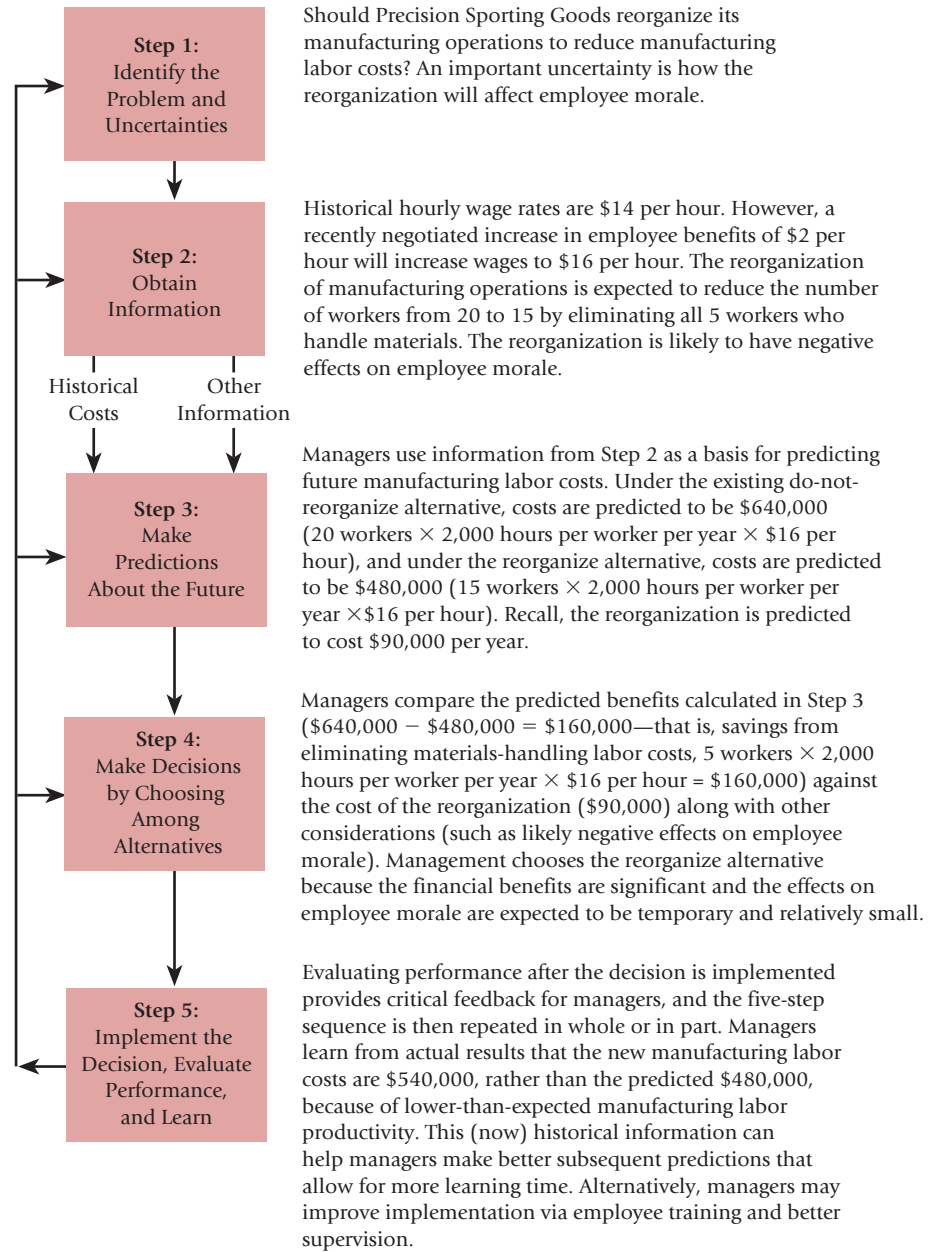 Step 1:
Identify the
Problem and
Uncertainties
Should Precision Sporting Goods reorganize its
manufacturing operations to reduce manufacturing
labor costs? An important uncertainty is how the
reorganization will affect employee morale.
Step 2:
Obtain
Information
Historical hourly wage rates are $14 per hour. However, a
recently negotiated increase in employee benefits of $2 per
hour will increase wages to $16 per hour. The reorganization
of manufacturing operations is expected to reduce the number
of workers from 20 to 15 by eliminating all 5 workers who
handle materials. The reorganization is likely to have negative
effects on employee morale.
Historical
Costs
Other
Information
Step 3:
Make
Predictions
About the Future
Managers use information from Step 2 as a basis for predicting
future manufacturing labor costs. Under the existing do-not-
reorganize alternative, costs are predicted to be $640,000
(20 workers × 2,000 hours per worker per year × $16 per
hour), and under the reorganize alternative, costs are predicted
to be $480,000 (15 workers × 2,000 hours per worker per
year ×$16 per hour). Recall, the reorganization is predicted
to cost $90,000 per year.
Step 4:
Make Decisions
by Choosing
Among
Alternatives
Managers compare the predicted benefits calculated in Step 3
($640,000 − $480,000 = $160,000—that is, savings from
eliminating materials-handling labor costs, 5 workers × 2,000
hours per worker per year × $16 per hour = $160,000) against
the cost of the reorganization ($90,000) along with other
considerations (such as likely negative effects on employee
morale). Management chooses the reorganize alternative
because the financial benefits are significant and the effects on
employee morale are expected to be temporary and relatively small.
Step 5:
Implement the
Decision, Evaluate
Performance,
and Learn
Evaluating performance after the decision is implemented
provides critical feedback for managers, and the five-step
sequence is then repeated in whole or in part. Managers
learn from actual results that the new manufacturing labor
costs are $540,000, rather than the predicted $480,000,
because of lower-than-expected manufacturing labor
productivity. This (now) historical information can
help managers make better subsequent predictions that
allow for more learning time. Alternatively, managers may
improve implementation via employee training and better
supervision.